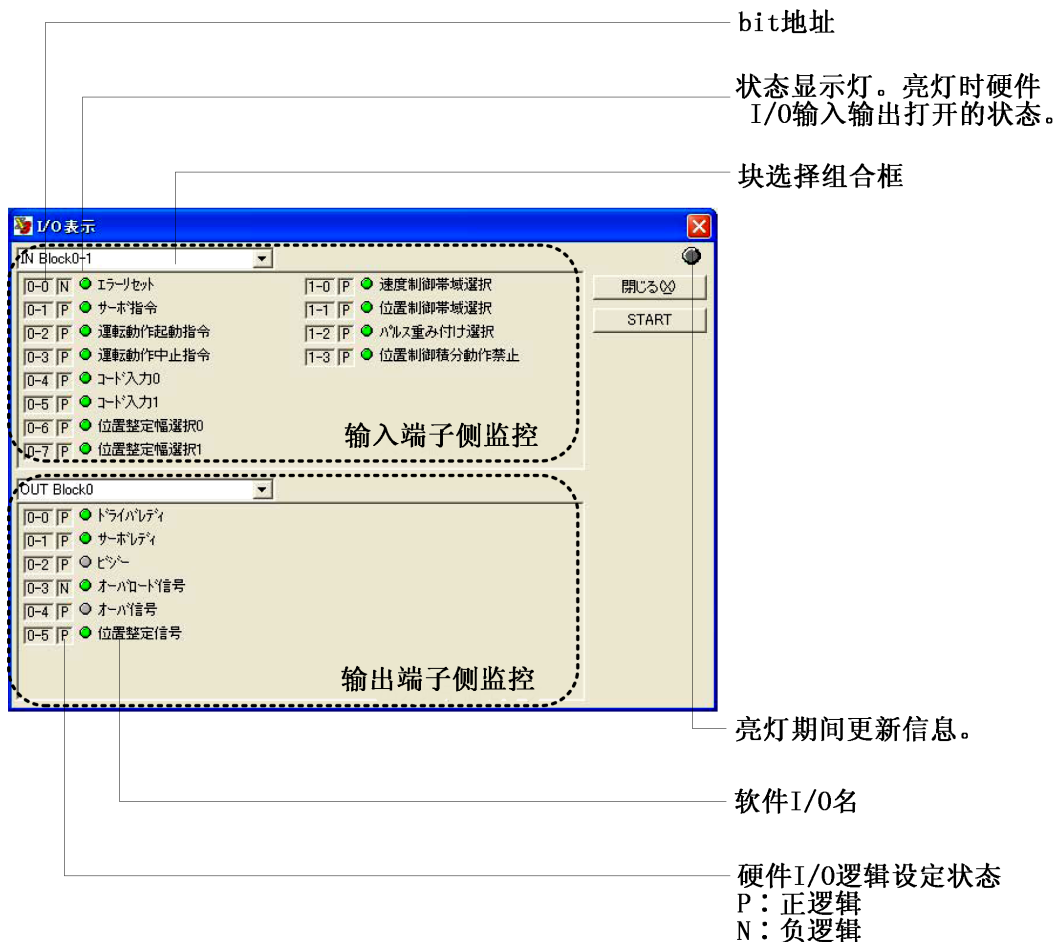 bit地址
状态显示灯。亮灯时硬件
I/O输入输出打开的状态。
块选择组合框
I/O表示
IN Block0-1
0-0 N エラーリセット
0-1 P サーボ指令
0-2 P 運転動作起動指令
0-3 P 運転動作中止指令
0-4 P コード入力0
0-5 P コード入力1
0-6 P 位置整定幅選択0
0-7 P 位置整定幅選択1
1-0 P 速度制御帯域選択
1-1 P 位置制御帯域選択
1-2 P パルス重み付け選択
1-3 P 位置制御積分動作禁止
输入端子侧监控
閉じる(X)
START
OUT Block0
0-0 P ドライバレディ
0-1 P サーボレディ
0-2 P ビジー
0-3 N オーバロード信号
0-4 P オーバ信号
0-5 P 位置整定信号
输出端子侧监控
亮灯期间更新信息。
软件I/O名
硬件I/O逻辑设定状态
P：正逻辑
N：负逻辑